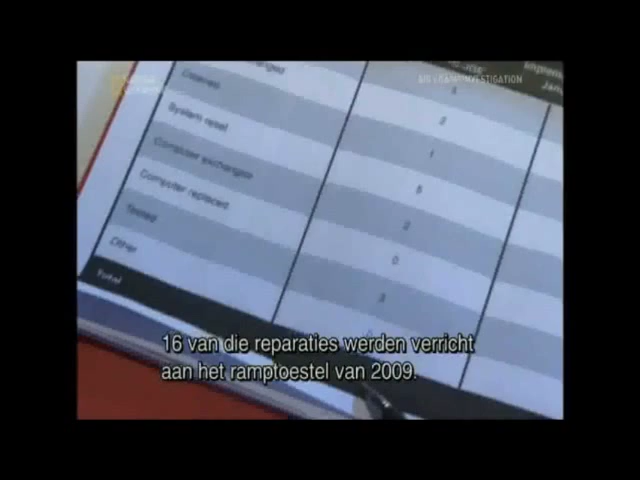 AIR CRASH INVESTIGATION
changed
Cleaned
System reset
Computer exchanged
Computer replaced
Tested
Other
Total
2
1
8
2
0
3
16 van die reparaties werden verricht
aan het ramptoestel van 2009.